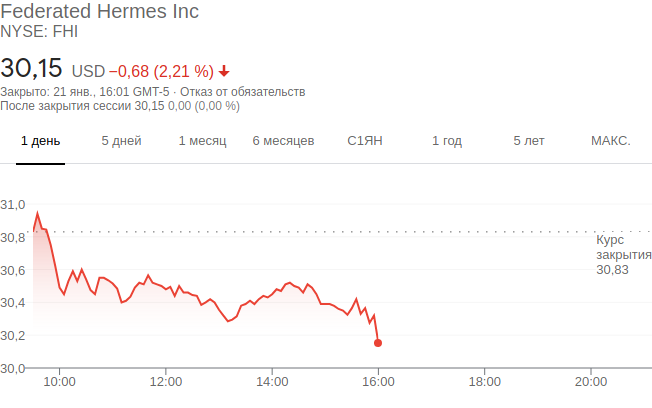 Federated Hermes Inc
NYSE: FHI
30,15 USD −0,68 (2,21 %)
Закрыто: 21 янв., 16:01 GMT-5 · Отказ от обязательств
После закрытия сессии 30,15 0,00 (0,00 %)
1 день 5 дней 1 месяц 6 месяцев С1ЯН 1 год 5 лет МАКС.
31,0
30,8
Курс
закрытия
30,83
30,6
30,4
30,2
30,0
10:00 12:00 14:00 16:00 18:00 20:00